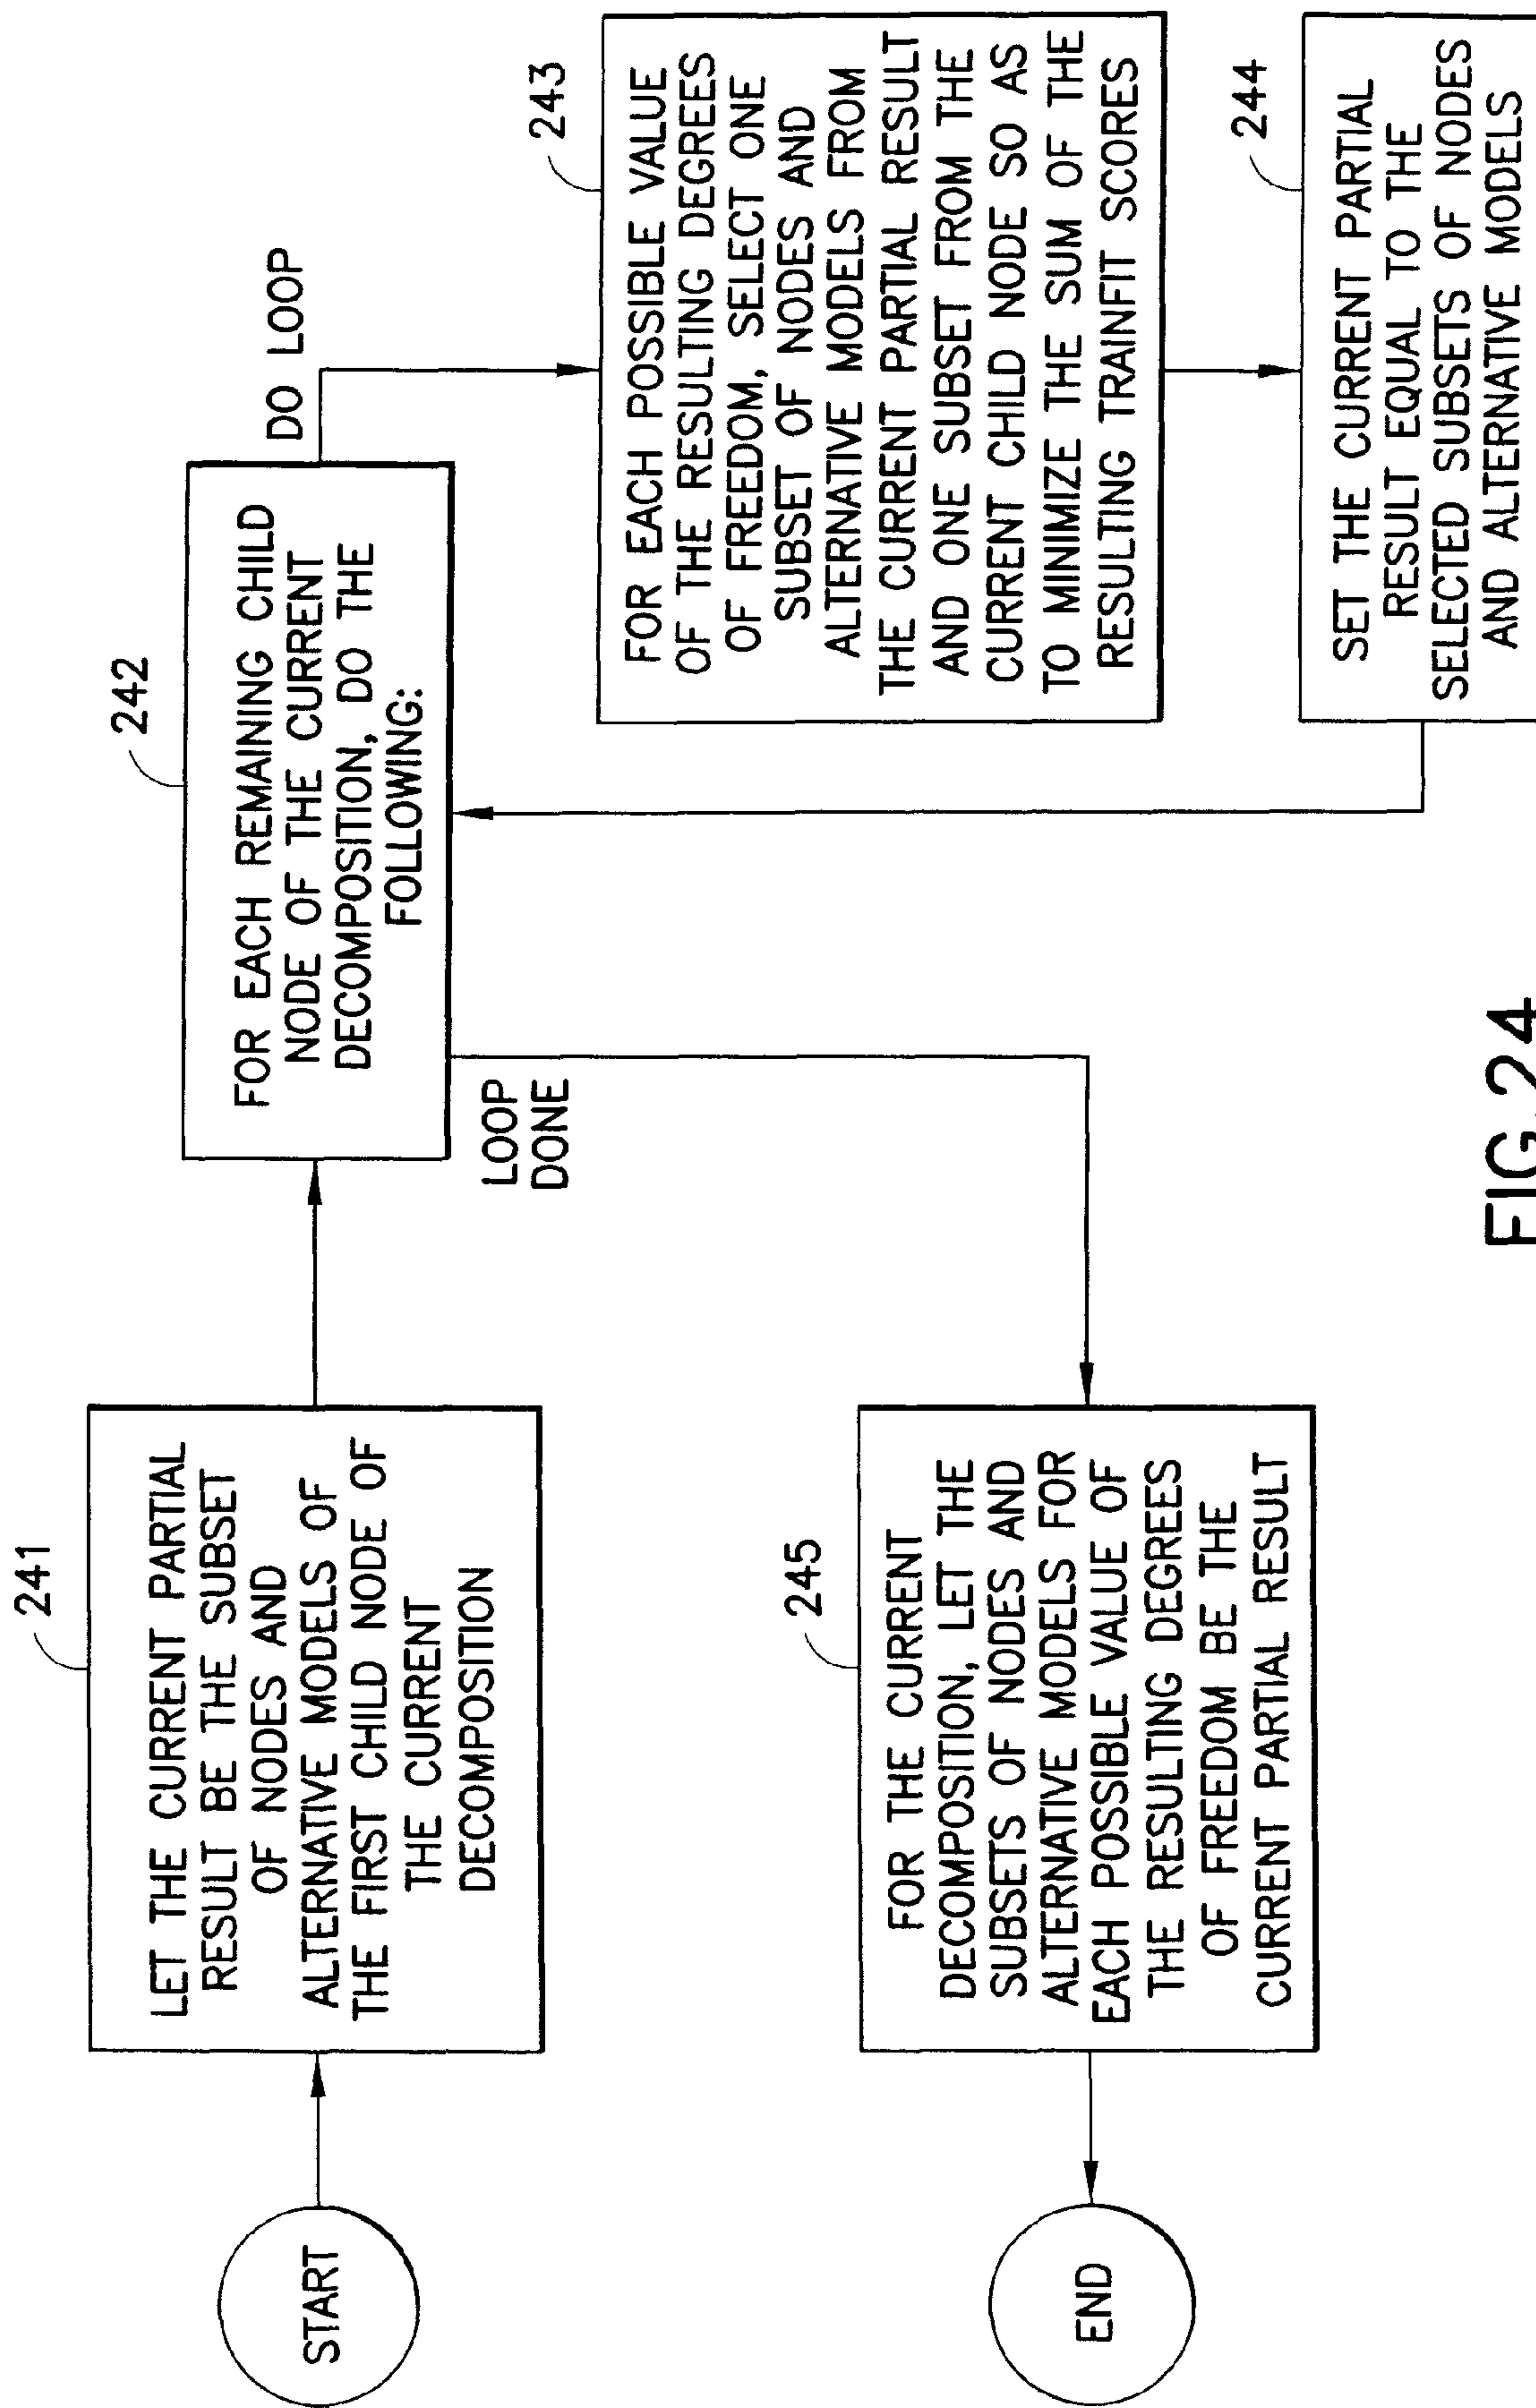 START
241
LET THE CURRENT PARTIAL
RESULT BE THE SUBSET
OF NODES AND
ALTERNATIVE MODELS OF
THE FIRST CHILD NODE OF
THE CURRENT
DECOMPOSITION
242
FOR EACH REMAINING CHILD
NODE OF THE CURRENT
DECOMPOSITION, DO THE
FOLLOWING:
DO LOOP
243
FOR EACH POSSIBLE VALUE
OF THE RESULTING DEGREES
OF FREEDOM, SELECT ONE
SUBSET OF NODES AND
ALTERNATIVE MODELS FROM
THE CURRENT PARTIAL RESULT
AND ONE SUBSET FROM THE
CURRENT CHILD NODE SO AS
TO MINIMIZE THE SUM OF THE
RESULTING TRAINFIT SCORES
244
SET THE CURRENT PARTIAL
RESULT EQUAL TO THE
SELECTED SUBSETS OF NODES
AND ALTERNATIVE MODELS
LOOP
DONE
245
FOR THE CURRENT
DECOMPOSITION, LET THE
SUBSETS OF NODES AND
ALTERNATIVE MODELS FOR
EACH POSSIBLE VALUE OF
THE RESULTING DEGREES
OF FREEDOM BE THE
CURRENT PARTIAL RESULT
END
FIG.24